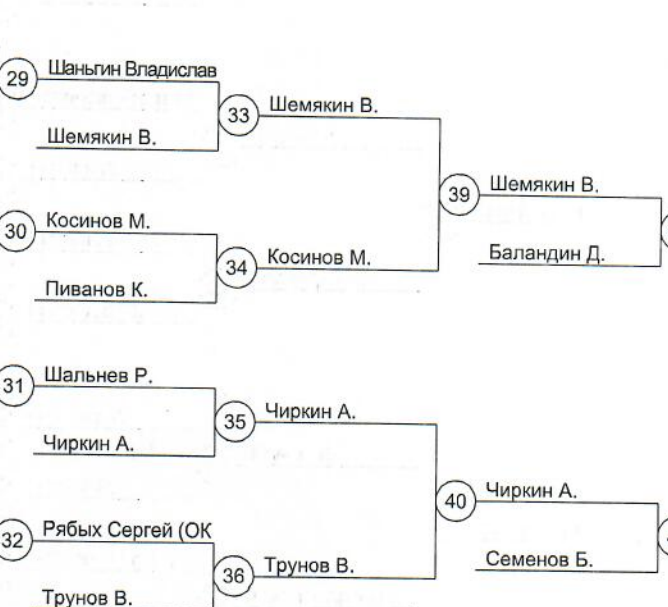 29 Шаньгин Владислав
33 Шемякин В.
Шемякин В.
39 Шемякин В.
30 Косинов М.
34 Косинов М.
Баландин Д.
Пиванов К.
31 Шальнев Р.
35 Чиркин А.
Чиркин А.
40 Чиркин А.
32 Рябых Сергей (ОК
36 Трунов В.
Семенов Б.
Трунов В.